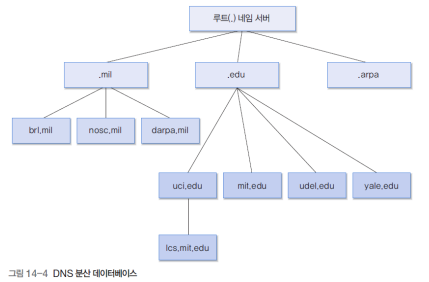 루트(.) 네임 서버
.mil
.edu
.arpa
brl.mil
nosc.mil
darpa.mil
uci.edu
mit.edu
udel.edu
yale.edu
lcs.mit.edu
그림 14-4 DNS 분산 데이터베이스